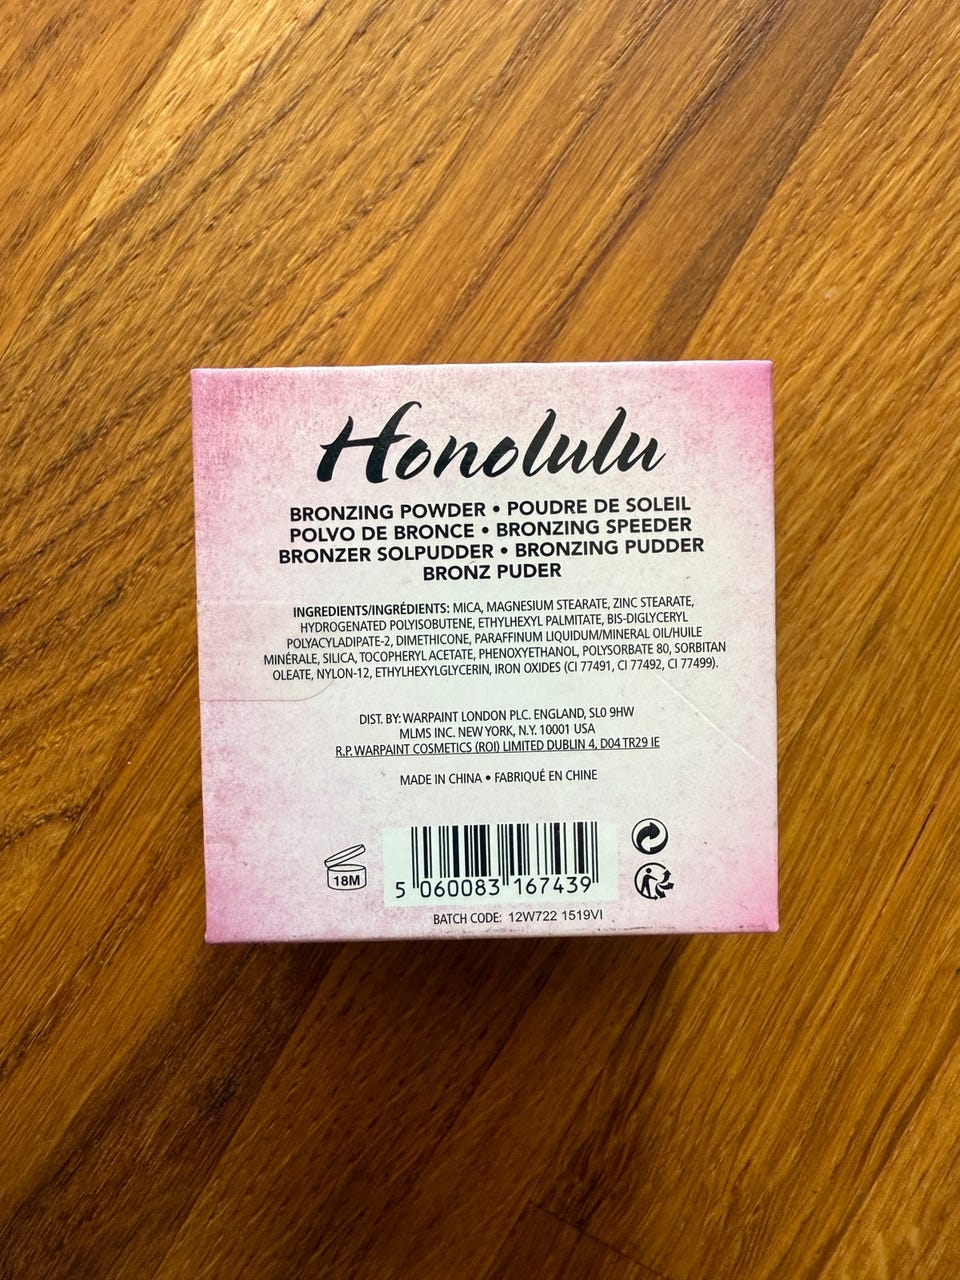 Honolulu
BRONZING POWDER • POUDRE DE SOLEIL
POLVO DE BRONCE • BRONZING SPEEDER
BRONZER SOLPUDDER • BRONZING PUDDER
BRONZ PUDER
INGREDIENTS/INGRÉDIENTS: MICA, MAGNESIUM STEARATE, ZINC STEARATE,
HYDROGENATED POLYISOBUTENE, ETHYLHEXYL PALMITATE, BIS-DIGLYCERYL
POLYACYLADIPATE-2, DIMETHICONE, PARAFFINUM LIQUIDUM/MINERAL OIL/HUILE
MINÉRALE, SILICA, TOCOPHERYL ACETATE, PHENOXYETHANOL, POLYSORBATE 80, SORBITAN
OLEATE, NYLON-12, ETHYLHEXYLGLYCERIN, IRON OXIDES (CI 77491, CI 77492, CI 77499).
DIST. BY: WARPAINT LONDON PLC. ENGLAND, SL0 9HW
MLMS INC. NEW YORK, N.Y. 10001 USA
R.P. WARPAINT COSMETICS (ROI) LIMITED DUBLIN 4, D04 TR29 IE
MADE IN CHINA • FABRIQUÉ EN CHINE
18M
5 060083 167439
BATCH CODE: 12W722 1519VI